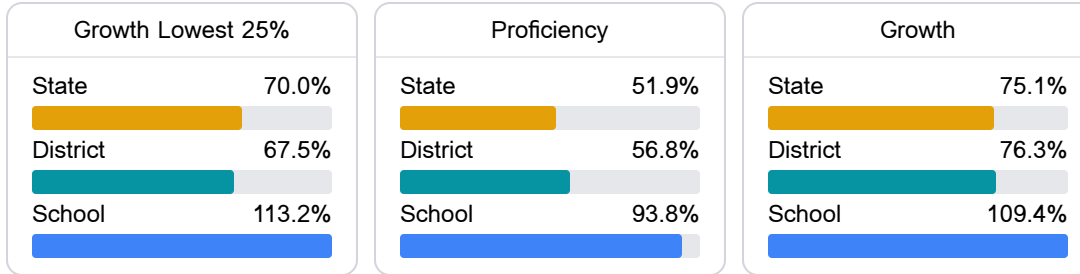 Growth Lowest 25%
State 70.0%
District 67.5%
School 113.2%
Proficiency
State 51.9%
District 56.8%
School 93.8%
Growth
State 75.1%
District 76.3%
School 109.4%